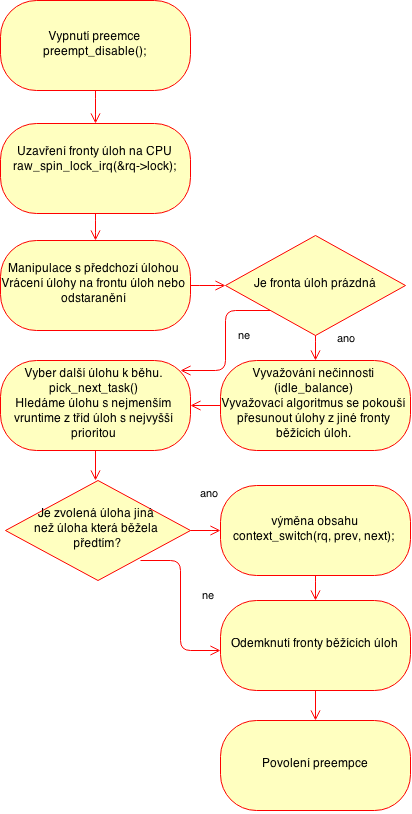 Vypnutí preemce
preempt_disable();
Uzavření fronty úloh na CPU
raw_spin_lock_irq(&rq->lock);
Manipulace s předchozí úlohou
Vrácení úlohy na frontu úloh nebo
odstaranění
Je fronta úloh prázdná
ne
ano
Vyber další úlohu k běhu.
pick_next_task()
Hledáme úlohu s nejmenším
vruntime z tříd úloh s nejvyšší
prioritou
Vyvažování nečinnosti
(idle_balance)
Vyvažovací algoritmus se pokouší
přesunout úlohy z jiné fronty
běžících úloh.
Je zvolená úloha jiná
než úloha která běžela
předtím?
ano
výměna obsahu
context_switch(rq, prev, next);
ne
Odemknutí fronty běžících úloh
Povolení preempce